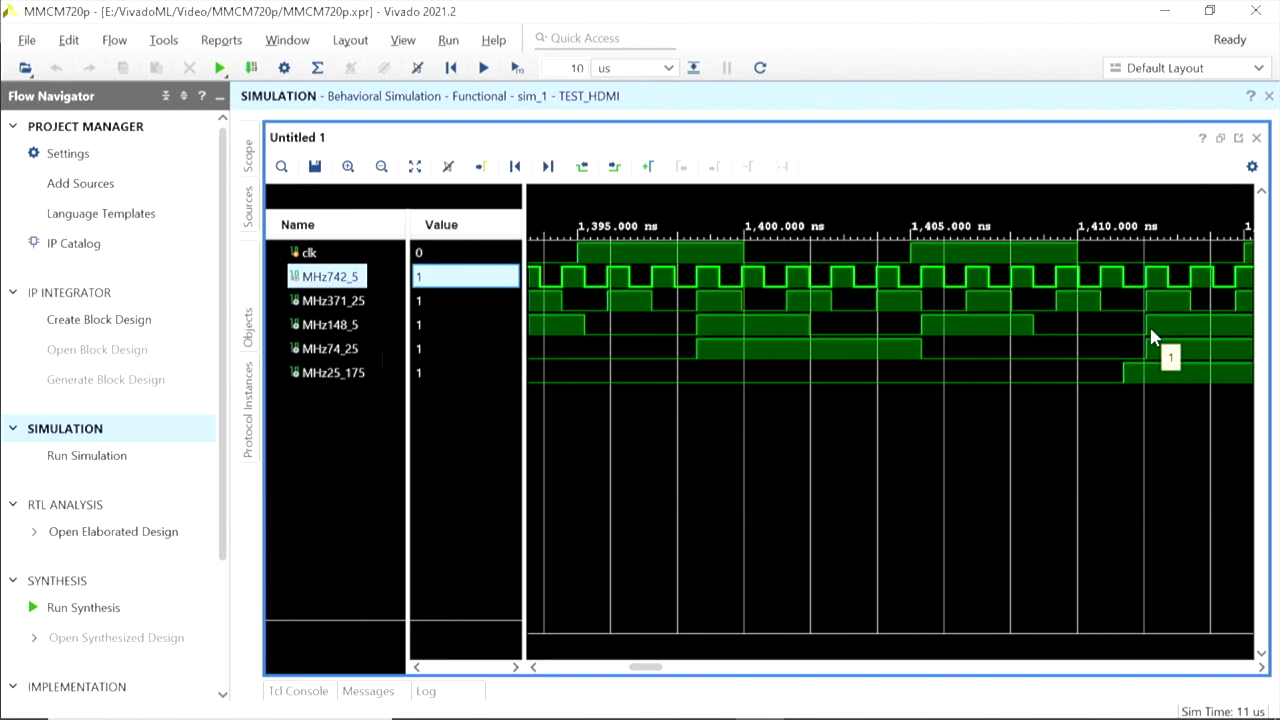 MMCM720p - [E:/VivadoML/Video/MMCM720p/MMCM720p.xpr] - Vivado 2021.2
File Edit Flow Tools Reports Window Layout View Run Help Quick Access Ready
10 us Default Layout
Flow Navigator
SIMULATION - Behavioral Simulation - Functional - sim_1 - TEST_HDMI
PROJECT MANAGER
Settings
Add Sources
Language Templates
IP Catalog
IP INTEGRATOR
Create Block Design
Open Block Design
Generate Block Design
SIMULATION
Run Simulation
RTL ANALYSIS
Open Elaborated Design
SYNTHESIS
Run Synthesis
Open Synthesized Design
IMPLEMENTATION
Scope
Sources
Objects
Protocol Instances
Untitled 1
Name Value
1,395.000 ns 1,400.000 ns 1,405.000 ns 1,410.000 ns
clk 0
MHz742_5 1
MHz371_25 1
MHz148_5 1
MHz74_25 1
MHz25_175 1
1
Tcl Console Messages Log
Sim Time: 11 us